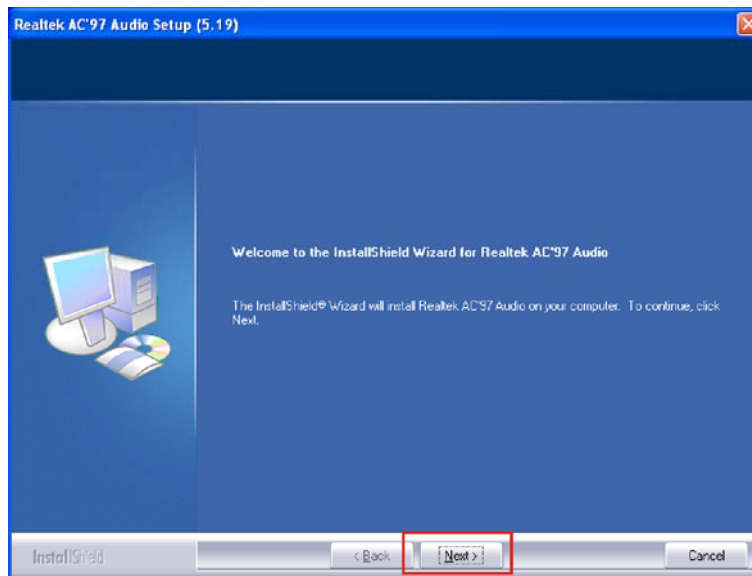 Realtek AC'97 Audio Setup (5.19)
Welcome to the InstallShield Wizard for Realtek AC'97 Audio
The InstallShield® Wizard will install Realtek AC'97 Audio on your computer. To continue, click
Next.
InstallShield
< Back
Next >
Cancel